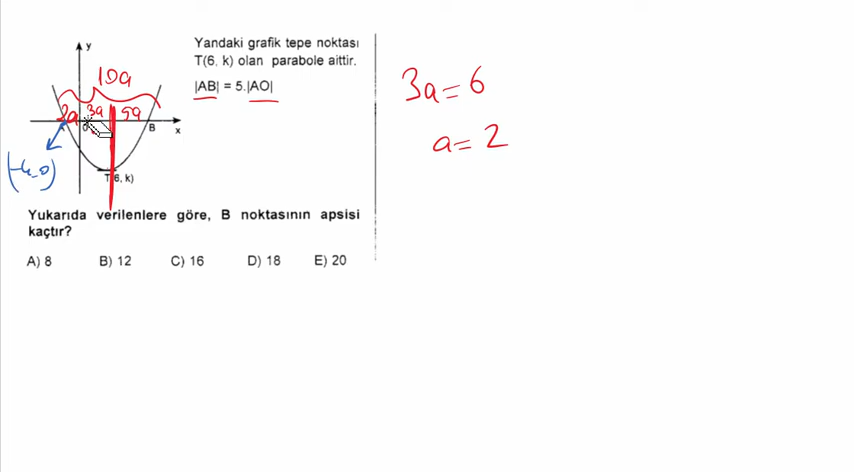 y
10a
2a 3a 5a
B x
(-4,0)
T(6, k)
Yandaki grafik tepe noktası
T(6, k) olan parabole aittir.
|AB| = 5.|AO|
3a = 6
a = 2
Yukarıda verilenlere göre, B noktasının apsisi
kaçtır?
A) 8 B) 12 C) 16 D) 18 E) 20